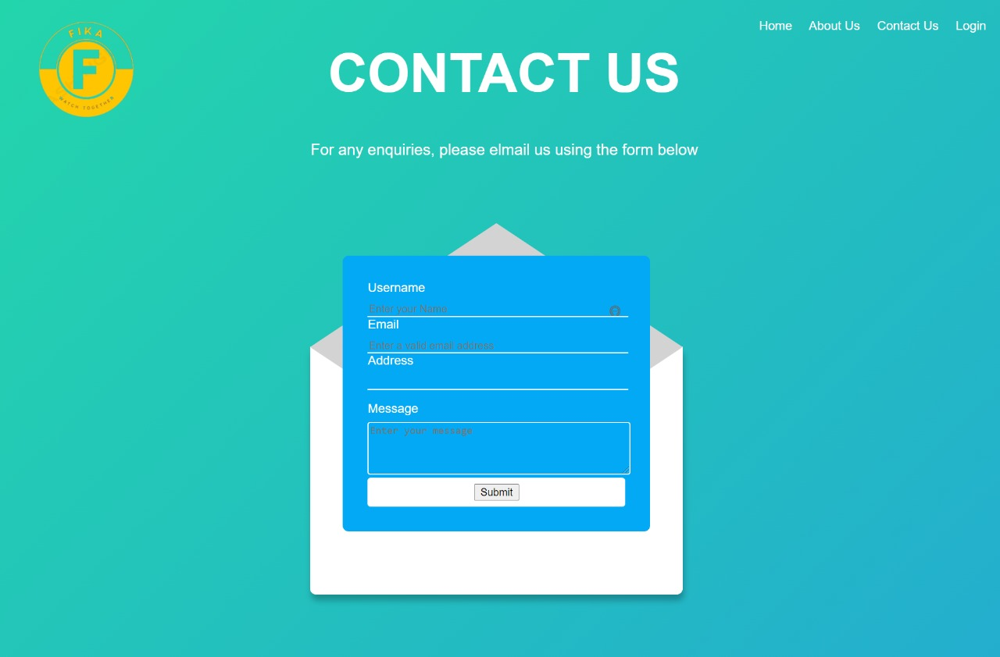 FIKA
F
WATCH TOGETHER
Home About Us Contact Us Login
CONTACT US
For any enquiries, please elmail us using the form below
Username
Enter your Name
Email
Enter a valid email address
Address
Message
Enter your message
Submit